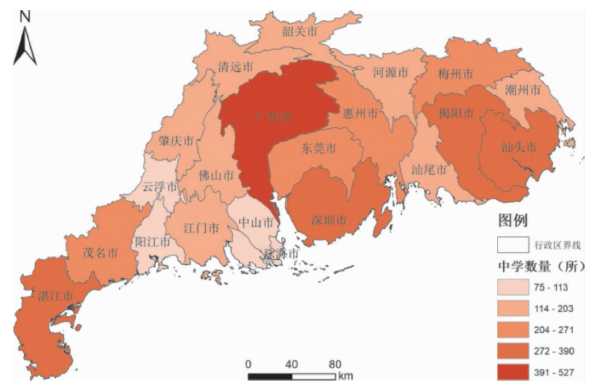 N
韶关市
清远市
河源市
梅州市
潮州市
广州市
惠州市
揭阳市
汕头市
肇庆市
东莞市
佛山市
汕尾市
云浮市
深圳市
中山市
江门市
阳江市
珠海市
茂名市
湛江市
图例
行政区界线
中学数量（所）
75 - 113
114 - 203
204 - 271
272 - 390
391 - 527
0 40 80
km